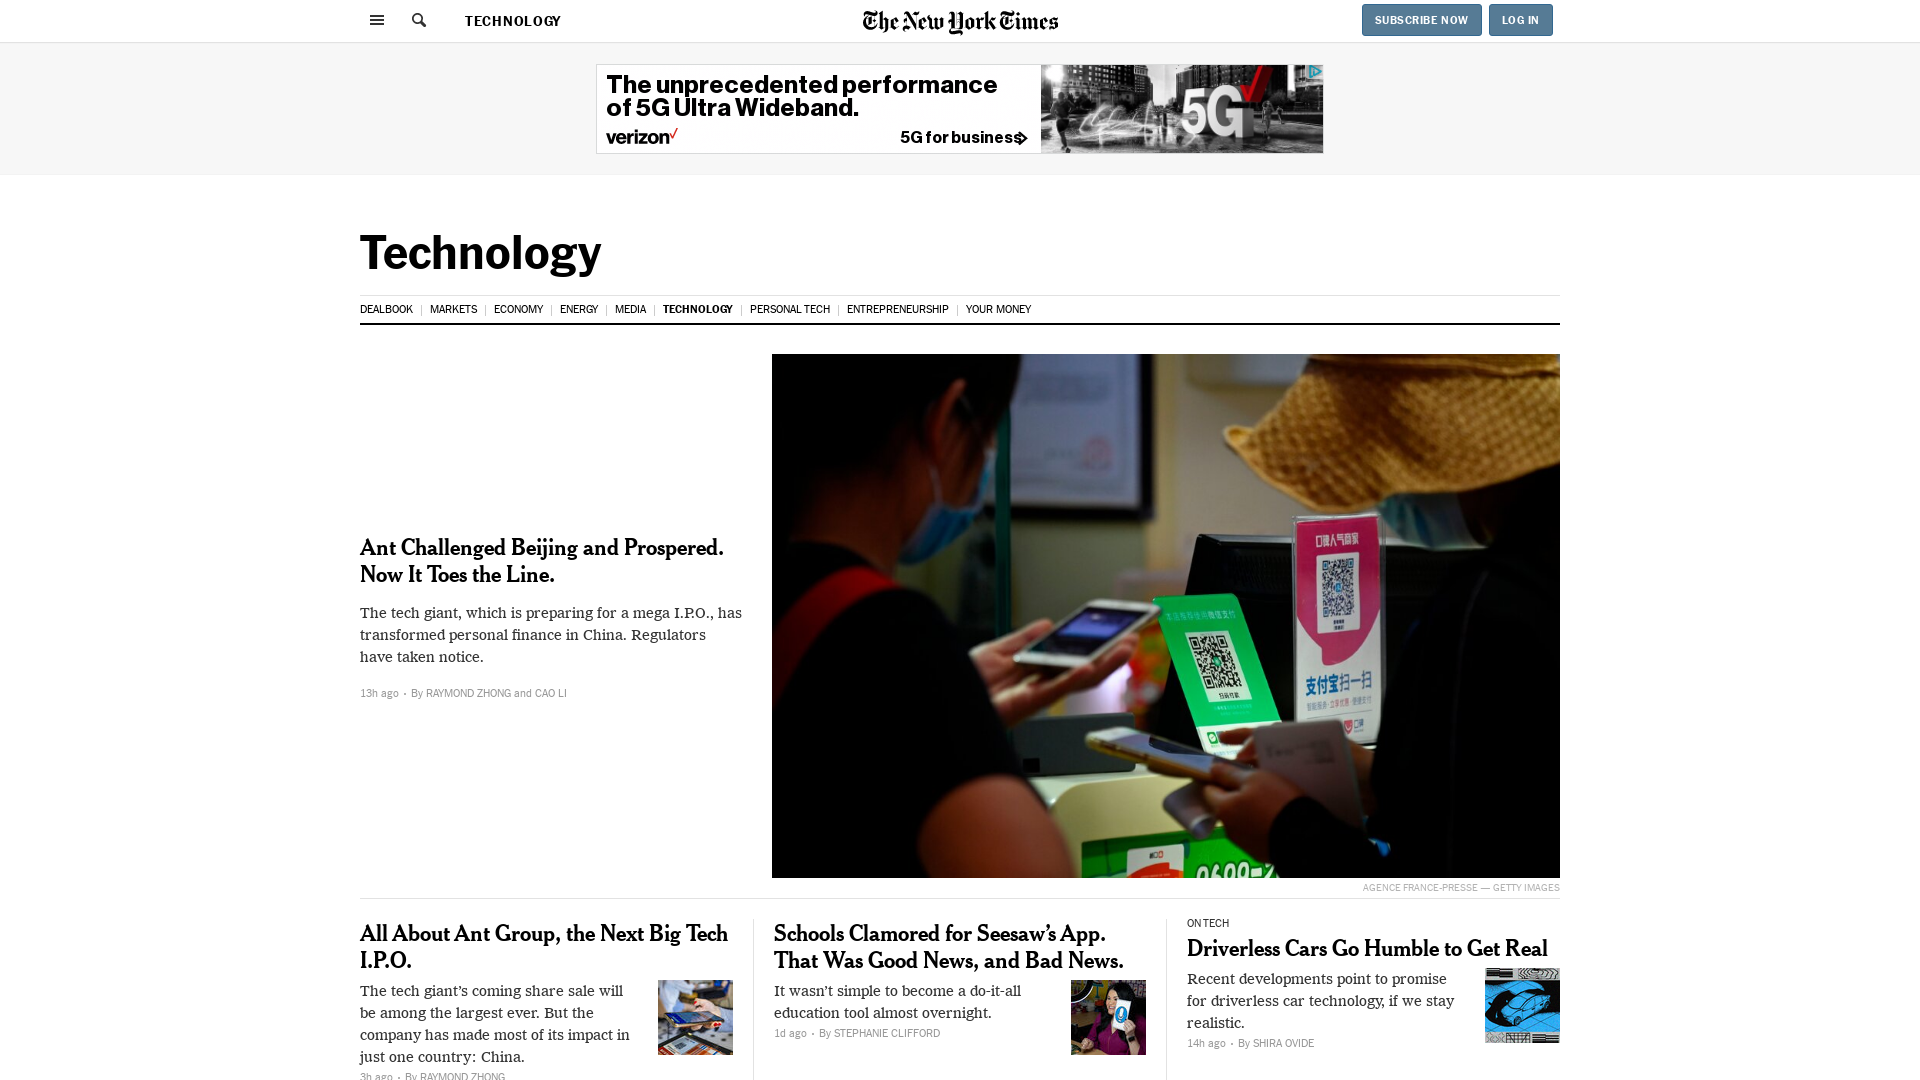 TECHNOLOGY
The New York Times
SUBSCRIBE NOW
LOG IN
The unprecedented performance
of 5G Ultra Wideband.
verizon
5G for business
5G
Technology
DEALBOOK
MARKETS
ECONOMY
ENERGY
MEDIA
TECHNOLOGY
PERSONAL TECH
ENTREPRENEURSHIP
YOUR MONEY
口碑人气商家
支付宝扫一扫
Ant Challenged Beijing and Prospered.
Now It Toes the Line.
The tech giant, which is preparing for a mega I.P.O., has
transformed personal finance in China. Regulators
have taken notice.
13h ago • By RAYMOND ZHONG and CAO LI
AGENCE FRANCE-PRESSE — GETTY IMAGES
All About Ant Group, the Next Big Tech
I.P.O.
The tech giant’s coming share sale will
be among the largest ever. But the
company has made most of its impact in
just one country: China.
3h ago • By RAYMOND ZHONG
Schools Clamored for Seesaw’s App.
That Was Good News, and Bad News.
It wasn’t simple to become a do-it-all
education tool almost overnight.
1d ago • By STEPHANIE CLIFFORD
ON TECH
Driverless Cars Go Humble to Get Real
Recent developments point to promise
for driverless car technology, if we stay
realistic.
14h ago • By SHIRA OVIDE